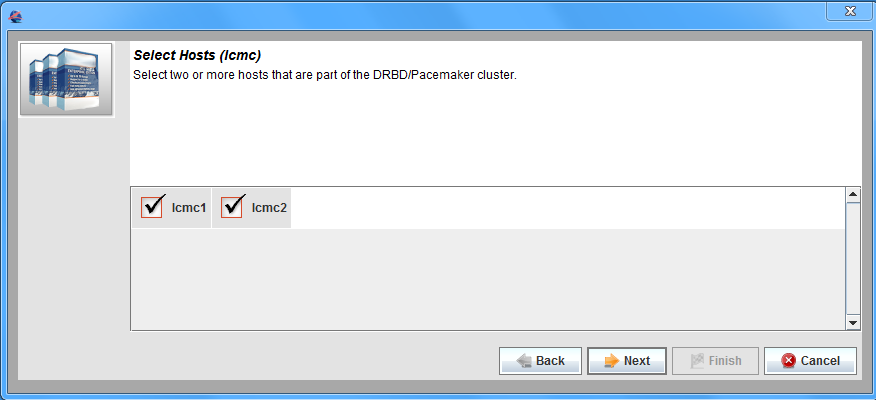 Select Hosts (lcmc)
Select two or more hosts that are part of the DRBD/Pacemaker cluster.
lcmc1 lcmc2
Back Next Finish Cancel